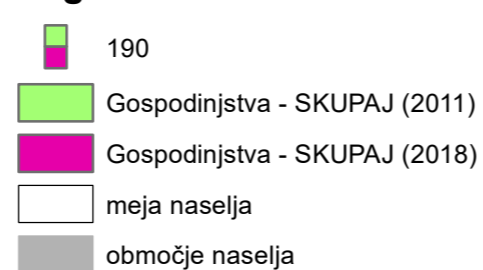 190
Gospodinjstva - SKUPAJ (2011)
Gospodinjstva - SKUPAJ (2018)
meja naselja
območje naselja